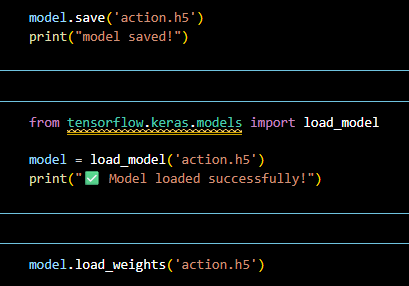 model.save('action.h5')
print("model saved!")
from tensorflow.keras.models import load_model
model = load_model('action.h5')
print("✅ Model loaded successfully!")
model.load_weights('action.h5')